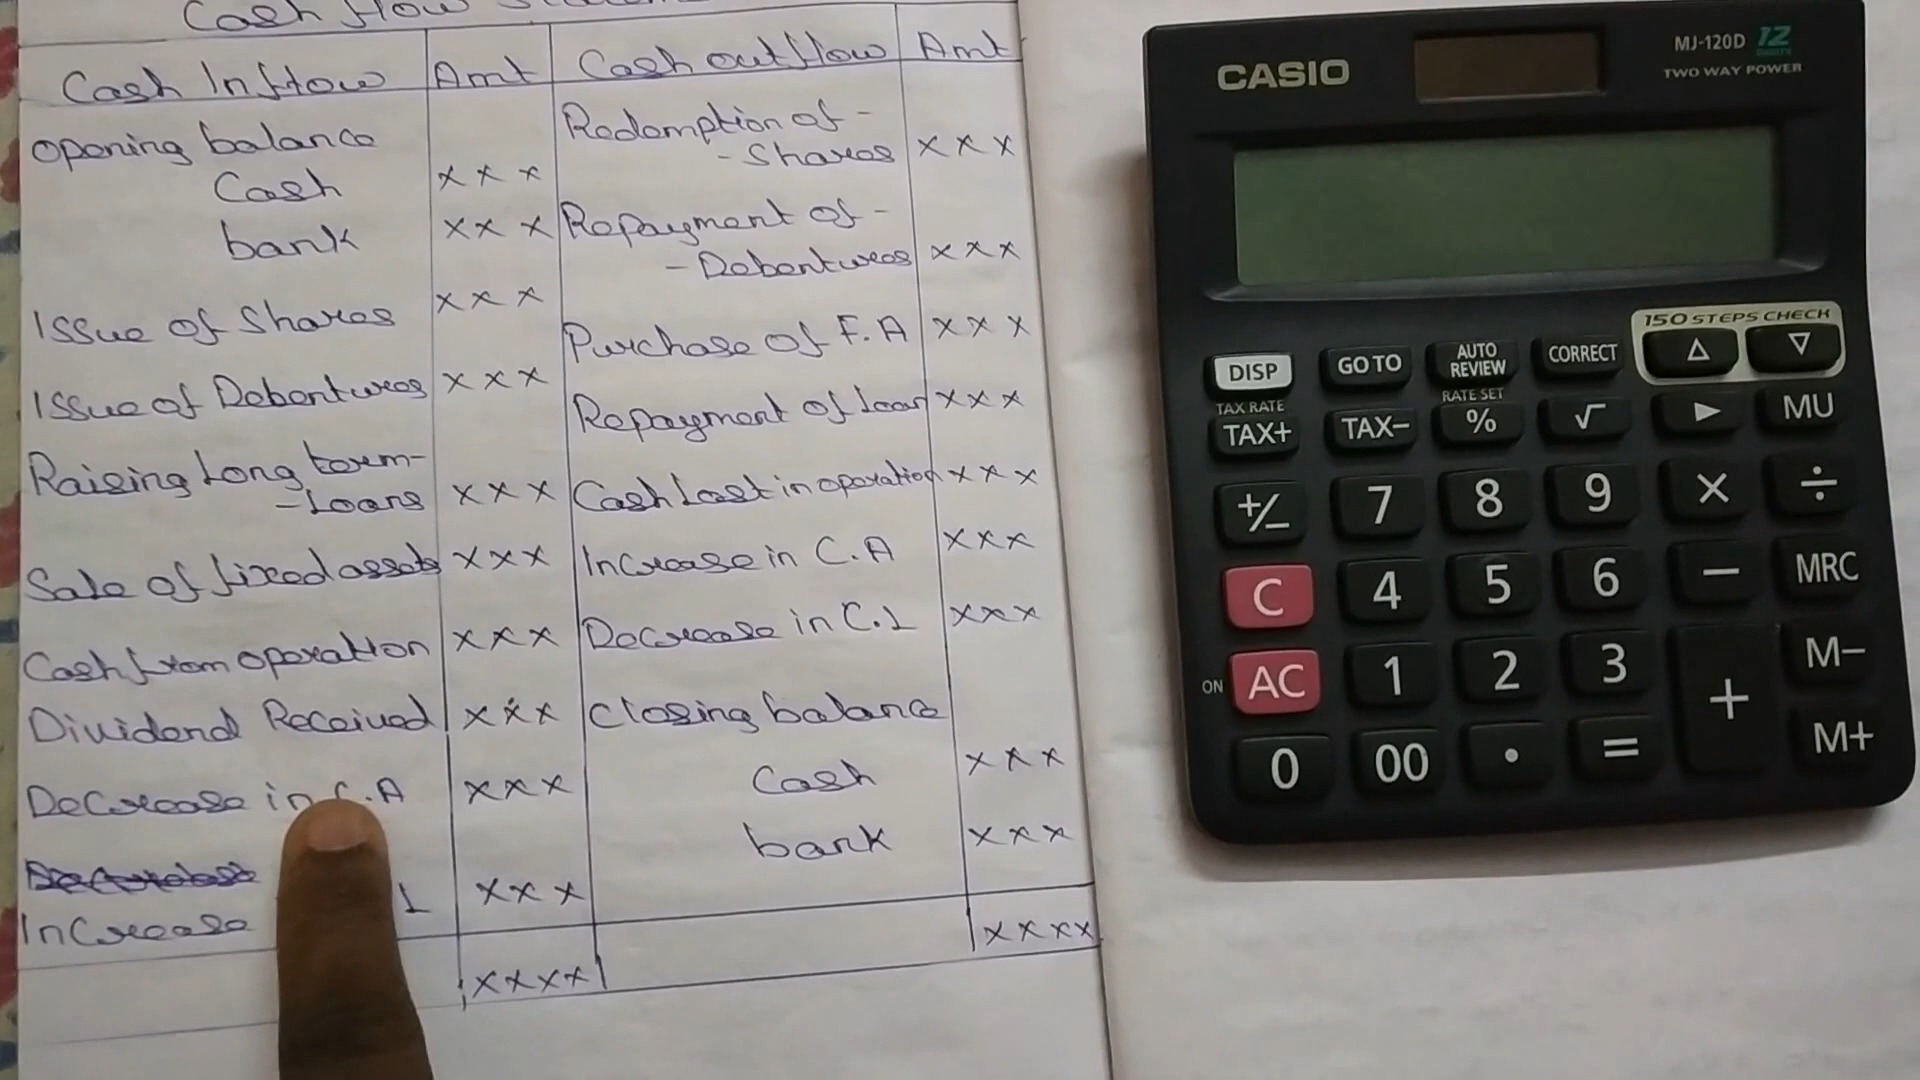 Cash flow
Cash Inflow Amt Cash outflow Amt
Opening balance
Cash xxx
bank xxx
Issue of Shares xxx
Issue of Debentures xxx
Raising Long term-
-Loans xxx
Sale of fixed assets xxx
Cash from operation xxx
Dividend Received xxx
Decrease in C.A xxx
Increase L xxx
xxxx
Redemption of -
- Shares xxx
Repayment of -
- Debentures xxx
Purchase of F.A xxx
Repayment of loan xxx
Cash Lost in operation xxx
Increase in C.A xxx
Decrease in C.L xxx
Closing balance
Cash xxx
bank xxx
xxxx
CASIO
MJ-120D 12
DIGITS
TWO WAY POWER
150 STEPS CHECK
DISP GO TO AUTO REVIEW CORRECT △ ▽
TAX RATE RATE SET
TAX+ TAX− % √ ▶ MU
+/− 7 8 9 × ÷
C 4 5 6 − MRC
ON AC 1 2 3 + M−
0 00 · = M+